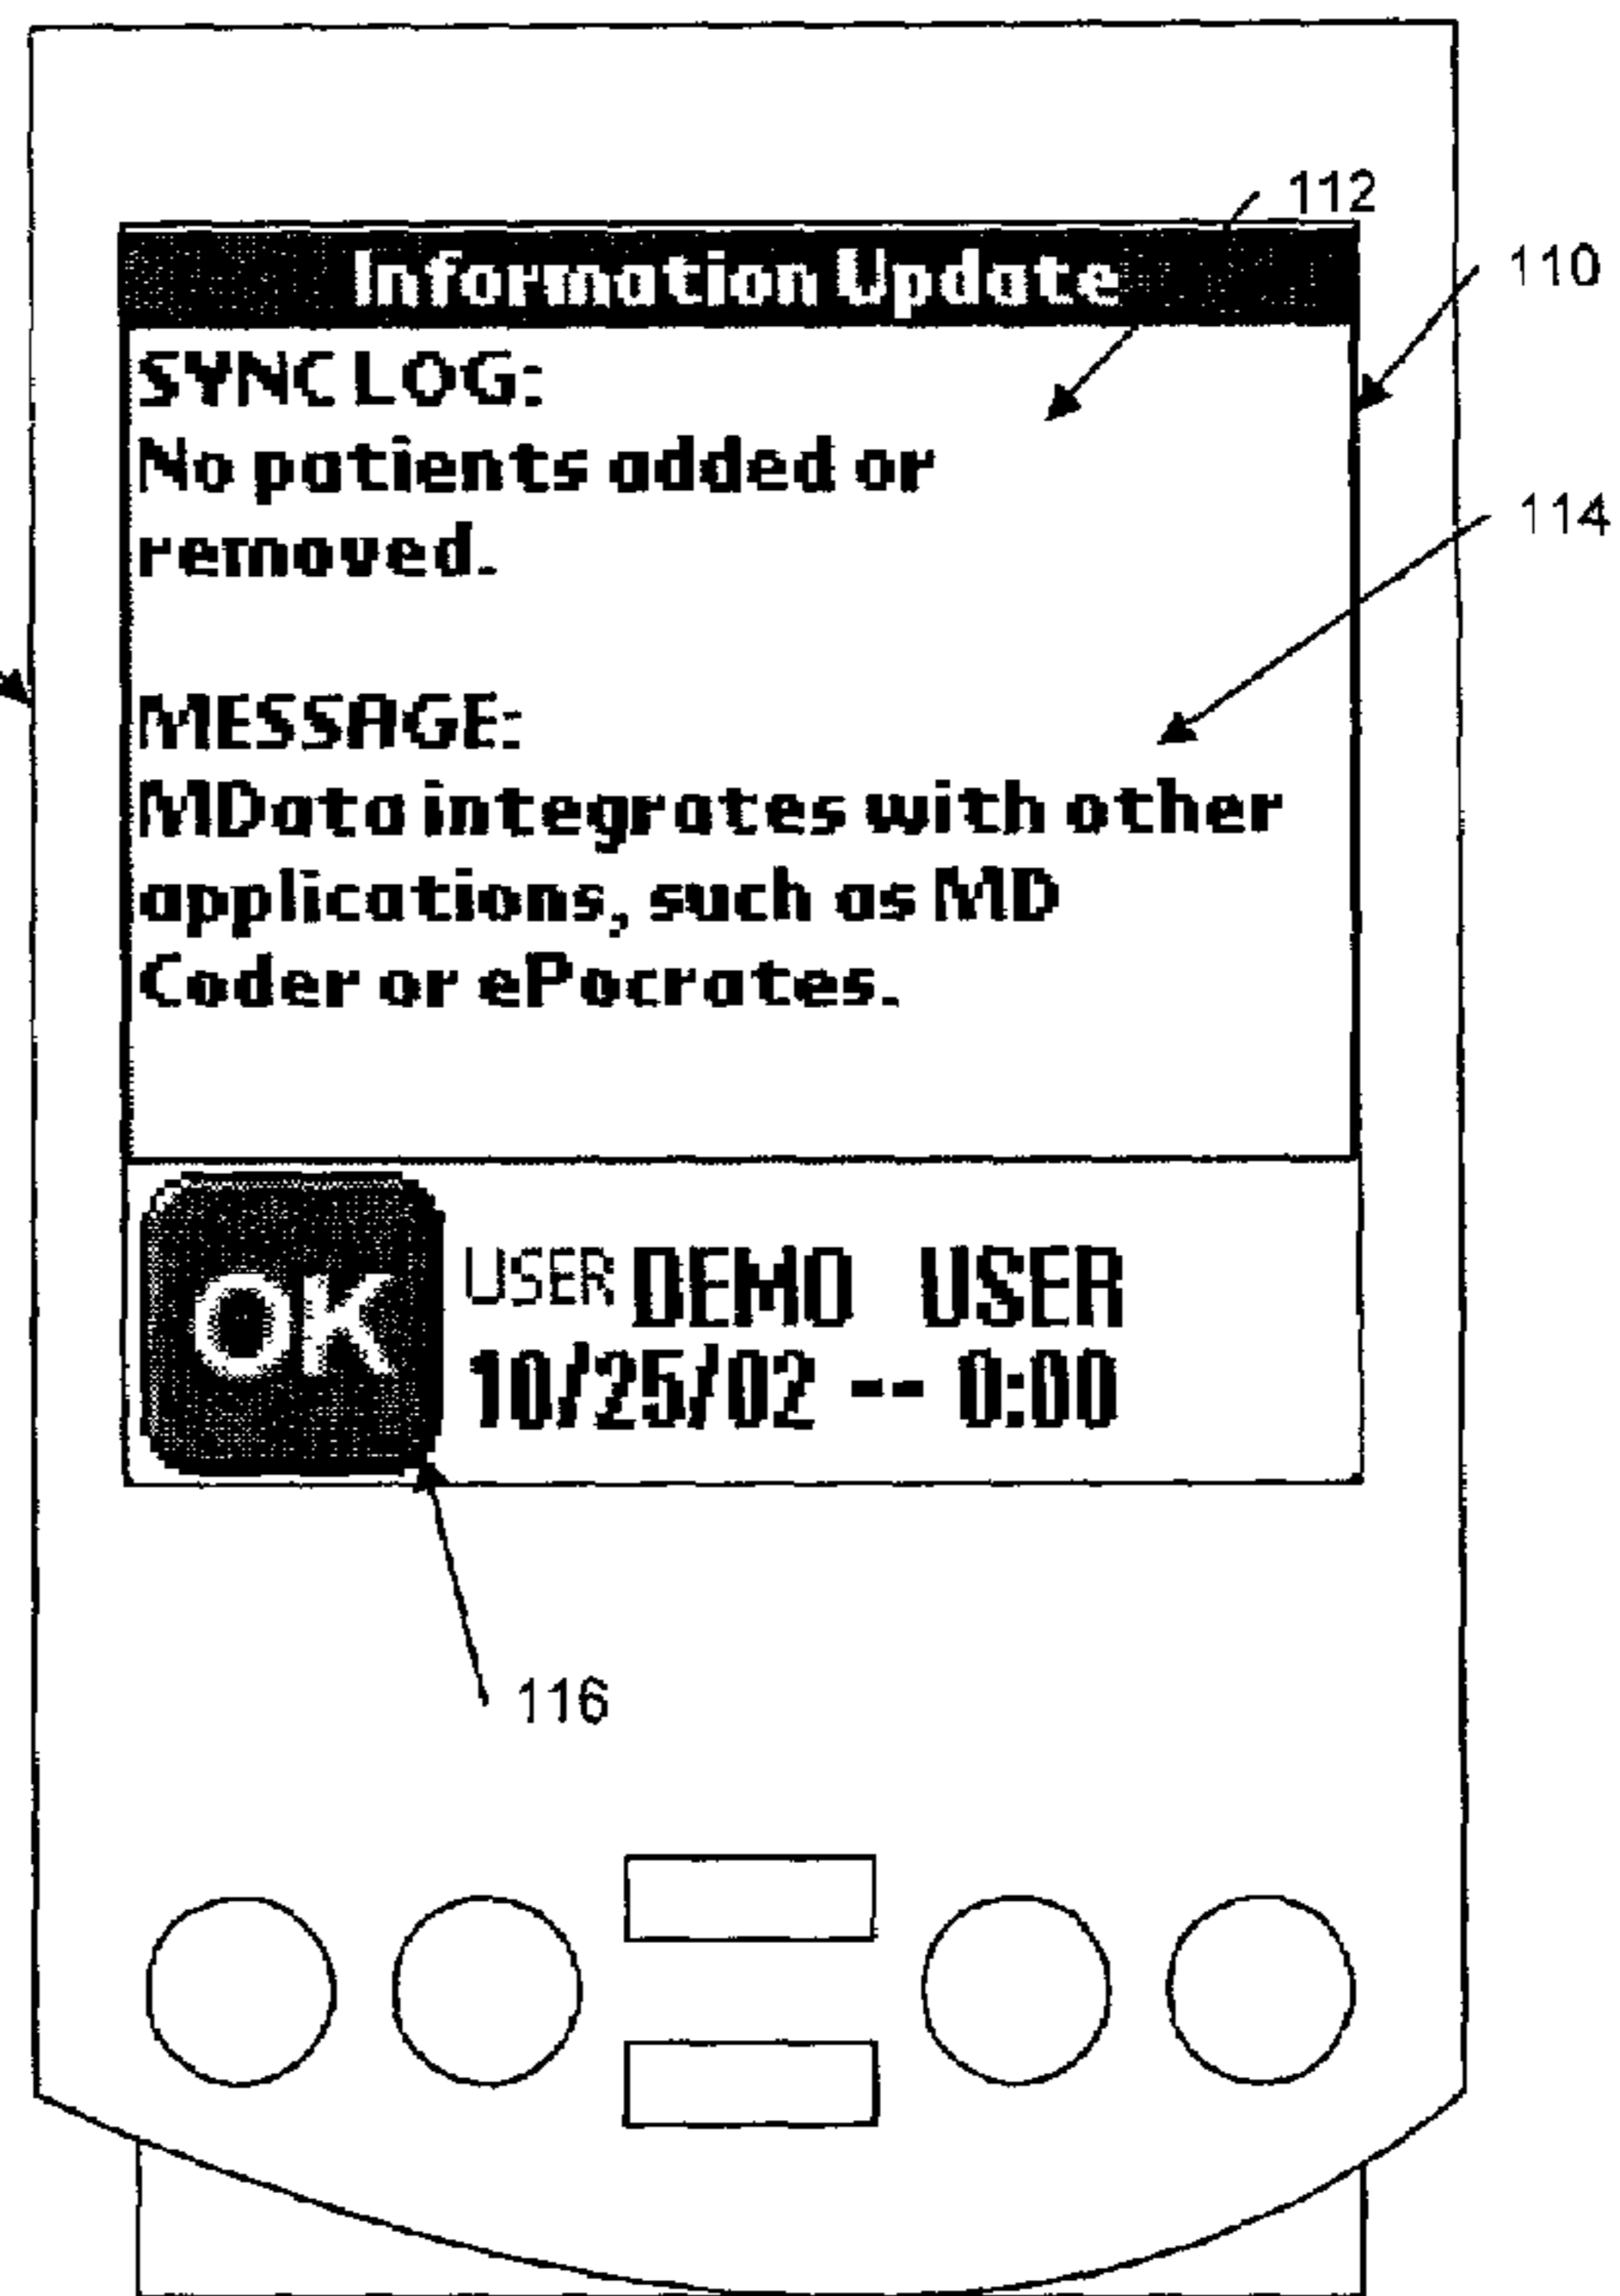 112
Information Update
110
SYNC LOG:
No patients added or
removed.
114
MESSAGE:
MData integrates with other
applications, such as MD
Coder or ePocrates.
OK
USER DEMO USER
10/25/02 -- 0:00
116